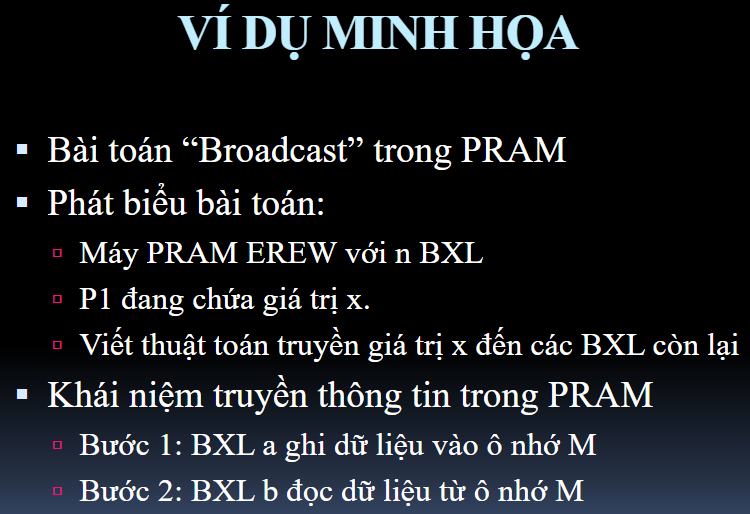 VÍ DỤ MINH HỌA
Bài toán “Broadcast” trong PRAM
Phát biểu bài toán:
Máy PRAM EREW với n BXL
P1 đang chứa giá trị x.
Viết thuật toán truyền giá trị x đến các BXL còn lại
Khái niệm truyền thông tin trong PRAM
Bước 1: BXL a ghi dữ liệu vào ô nhớ M
Bước 2: BXL b đọc dữ liệu từ ô nhớ M